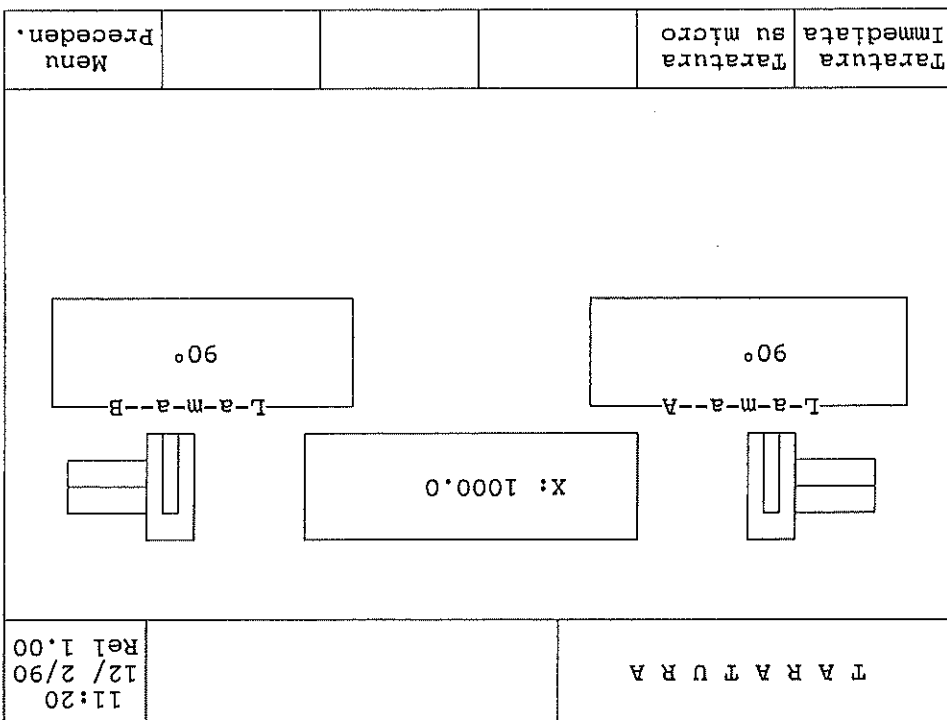 T A R A T U R A
11:20
12/ 2/90
Rel 1.00
X: 1000.0
L-a-m-a--A
90°
L-a-m-a--B
90°
Taratura
Immediata
Taratura
su micro
Menu
Preceden.